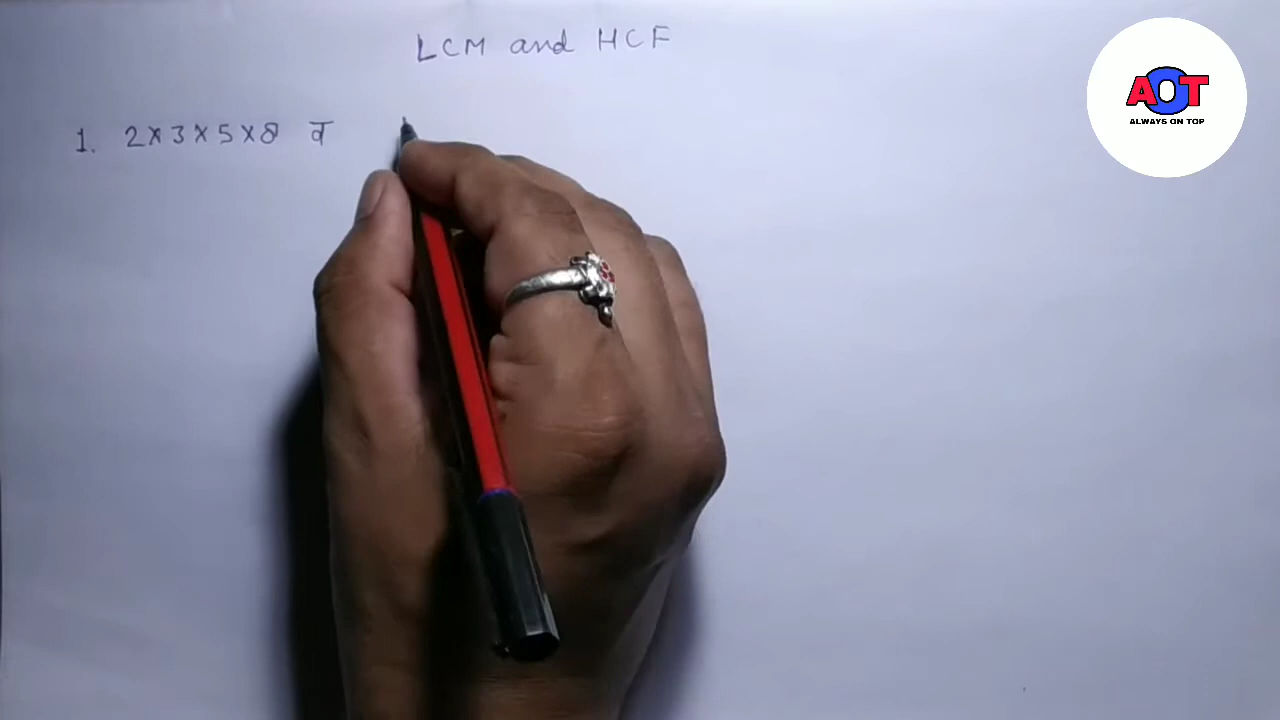 LCM and HCF
1. 2×3×5×8 व
AOT
ALWAYS ON TOP